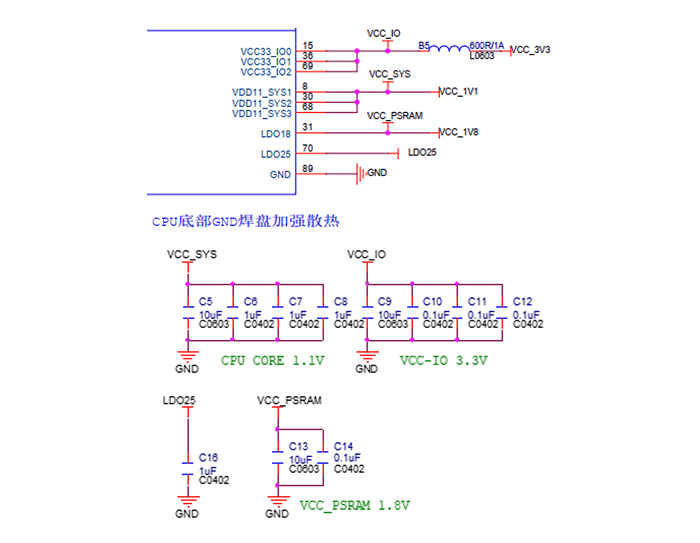 VCC_IO
VCC33_IO0 15 B5 600R/1A VCC_3V3
VCC33_IO1 36 L0603
VCC33_IO2 69
VCC_SYS
VDD11_SYS1 8 VCC_1V1
VDD11_SYS2 30
VDD11_SYS3 68
VCC_PSRAM
LDO18 31 VCC_1V8
LDO25 70 LDO25
GND 89 GND
CPU底部GND焊盘加强散热
VCC_SYS VCC_IO
C5 C6 C7 C8 C9 C10 C11 C12
10uF 1uF 1uF 1uF 10uF 0.1uF 0.1uF 0.1uF
C0603 C0402 C0402 C0402 C0603 C0402 C0402 C0402
GND CPU CORE 1.1V GND VCC-IO 3.3V
LDO25 VCC_PSRAM
C16 C13 C14
1uF 10uF 0.1uF
C0402 C0603 C0402
GND GND VCC_PSRAM 1.8V